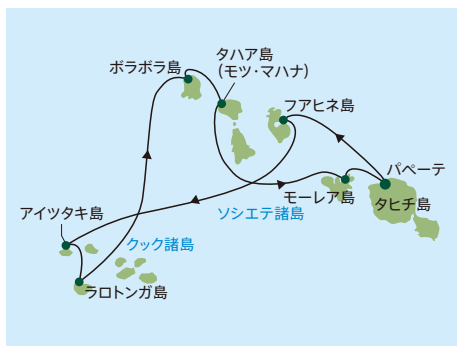 タハア島
(モツ・マハナ)
ボラボラ島
フアヒネ島
パペーテ
モーレア島
タヒチ島
アイツタキ島
ソシエテ諸島
クック諸島
ラロトンガ島